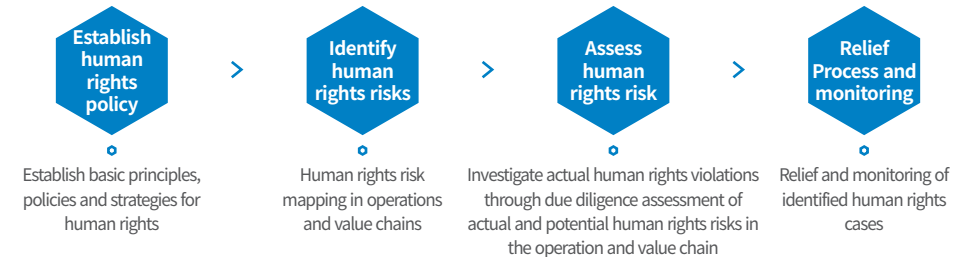 Establish
human
rights
policy
Identify
human
rights risks
Assess
human
rights risk
Relief
Process and
monitoring
Establish basic principles,
policies and strategies for
human rights
Human rights risk
mapping in operations
and value chains
Investigate actual human rights violations
through due diligence assessment of
actual and potential human rights risks in
the operation and value chain
Relief and monitoring of
identified human rights
cases